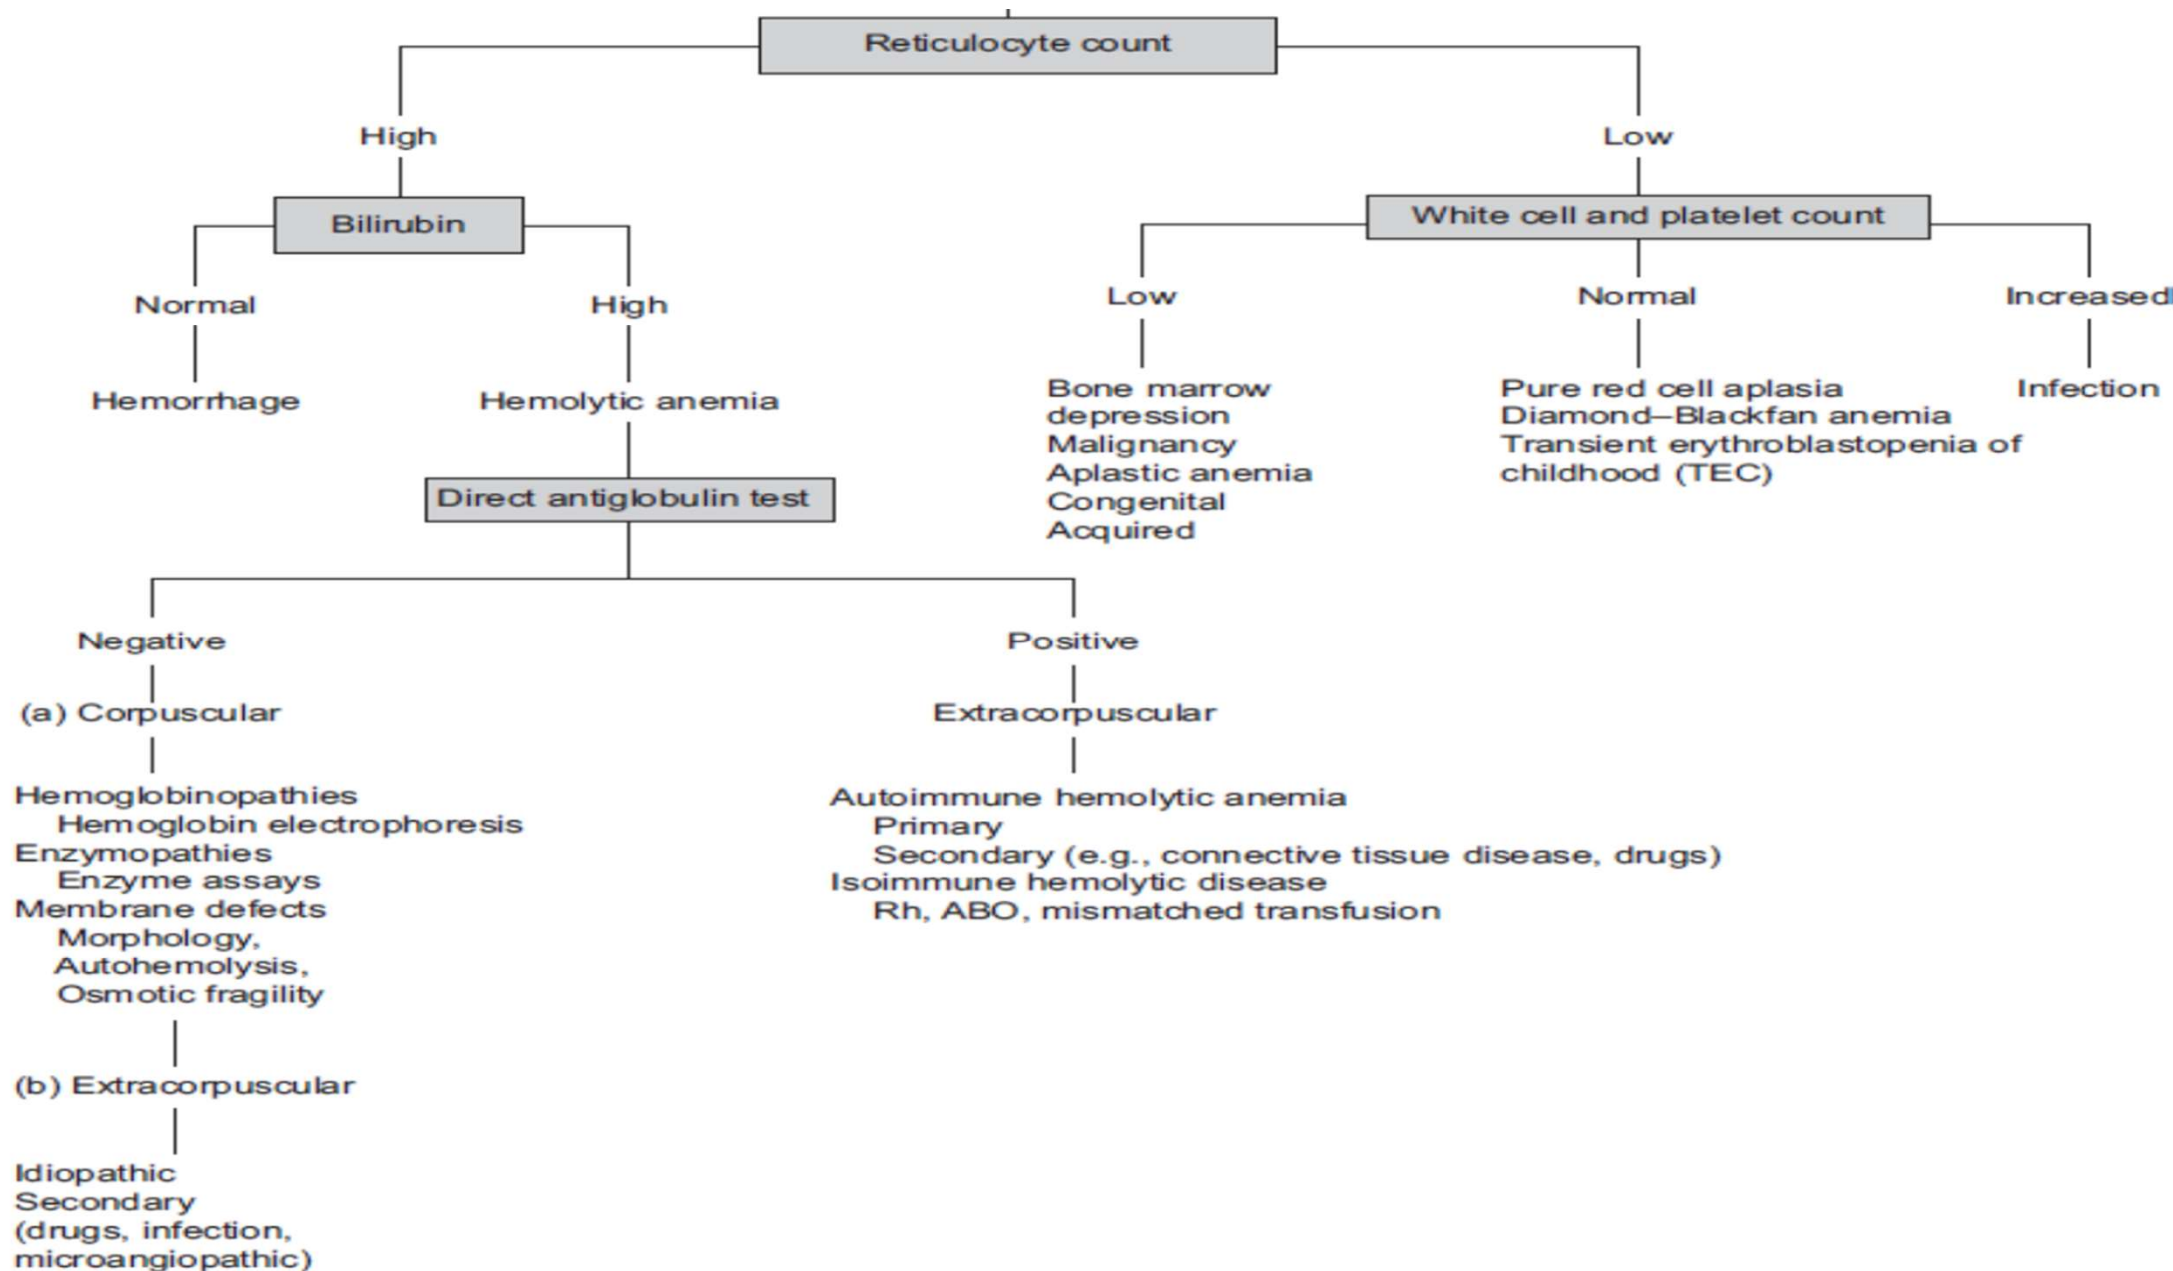 Reticulocyte count
High
Low
Bilirubin
White cell and platelet count
Normal
High
Low
Normal
Increased
Hemorrhage
Hemolytic anemia
Bone marrow
depression
Malignancy
Aplastic anemia
Congenital
Acquired
Pure red cell aplasia
Diamond–Blackfan anemia
Transient erythroblastopenia of
childhood (TEC)
Infection
Direct antiglobulin test
Negative
Positive
(a) Corpuscular
Extracorpuscular
Hemoglobinopathies
Hemoglobin electrophoresis
Enzymopathies
Enzyme assays
Membrane defects
Morphology,
Autohemolysis,
Osmotic fragility
Autoimmune hemolytic anemia
Primary
Secondary (e.g., connective tissue disease, drugs)
Isoimmune hemolytic disease
Rh, ABO, mismatched transfusion
(b) Extracorpuscular
Idiopathic
Secondary
(drugs, infection,
microangiopathic)